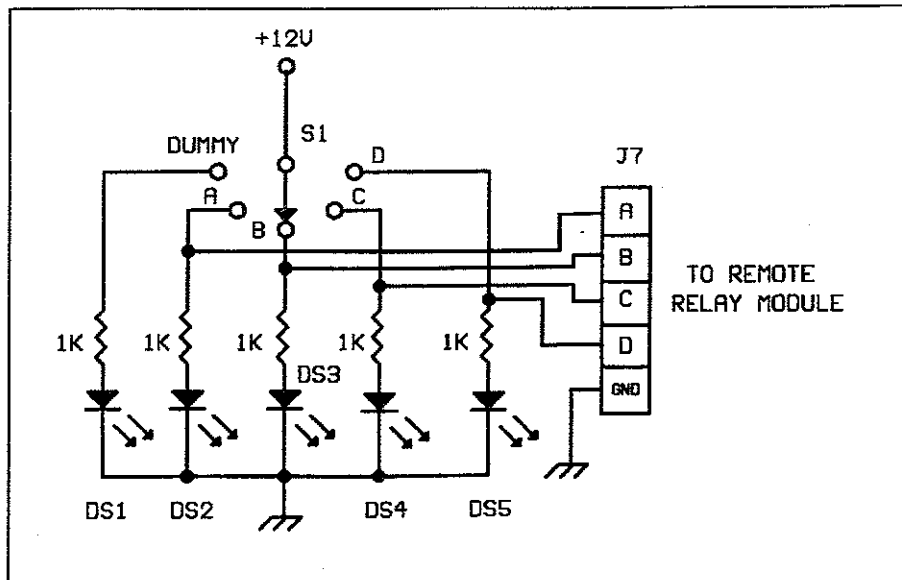 +12V
S1
DUMMY
D
J7
A
C
A
B
B
C
D
GND
TO REMOTE
RELAY MODULE
1K
1K
1K
1K
1K
DS3
DS1
DS2
DS4
DS5